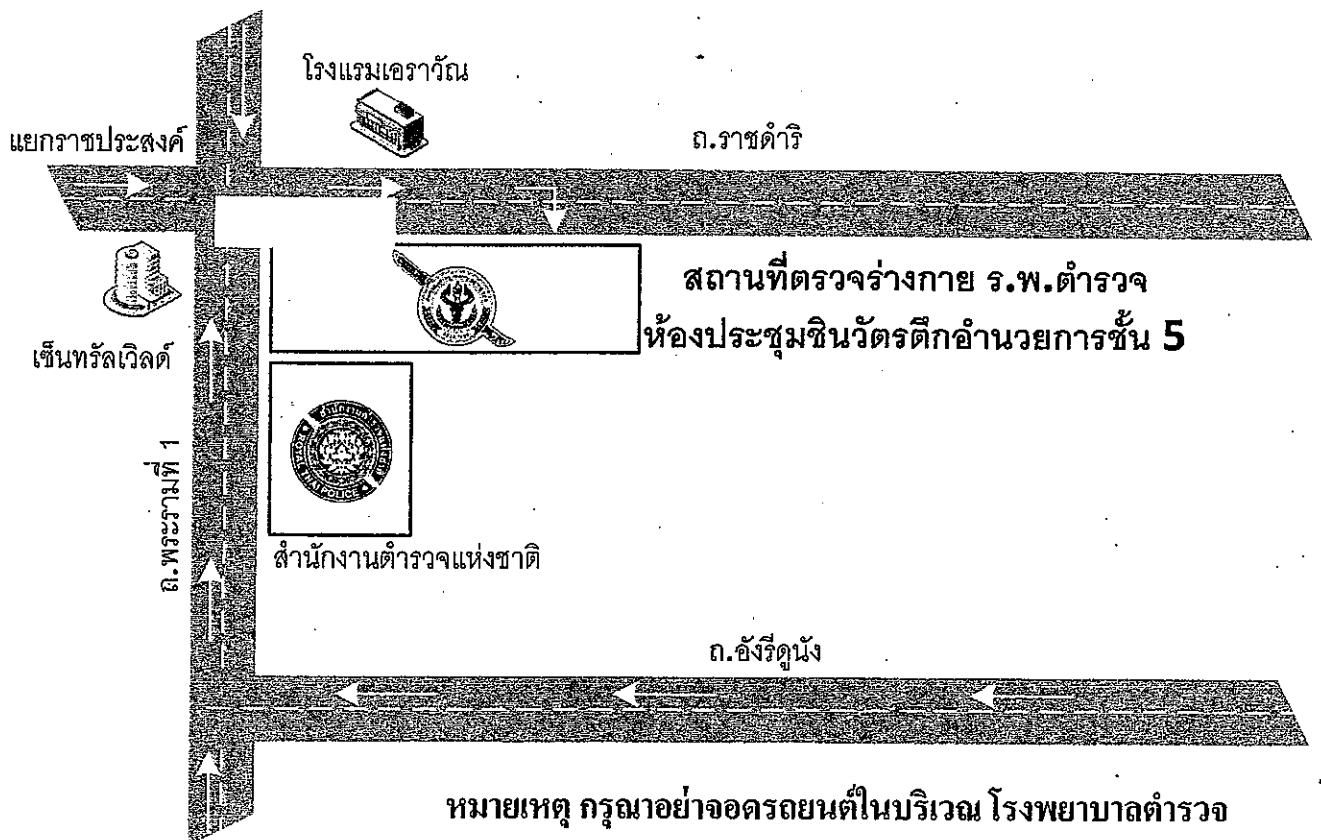 โรงแรมเอราวัณ
แยกราชประสงค์
ถ.ราชดำริ
สถานที่ตรวจร่างกาย ร.พ.ตำรวจ
ห้องประชุมชินวัตรตึกอำนวยการชั้น 5
เซ็นทรัลเวิลด์
ถ.พระรามที่ 1
THAI POLICE
สำนักงานตำรวจแห่งชาติ
ถ.อังรีดูนัง
หมายเหตุ กรุณาอย่าจอดรถยนต์ในบริเวณ โรงพยาบาลตำรวจ